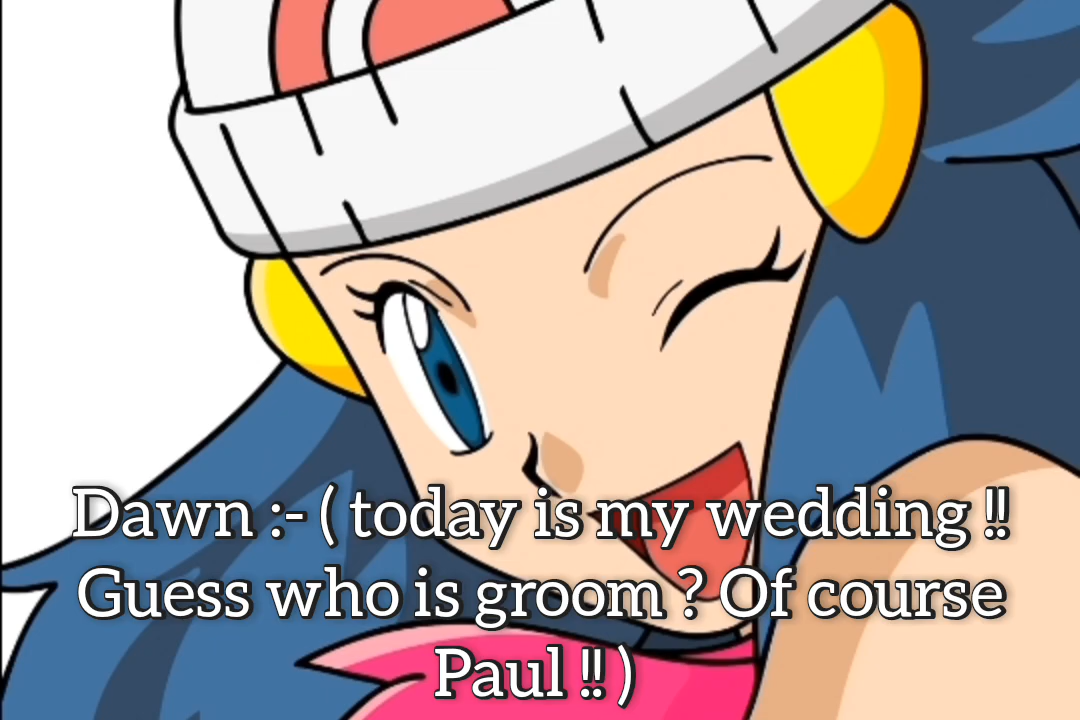 Dawn :- ( today is my wedding !!
Guess who is groom ? Of course
Paul !! )